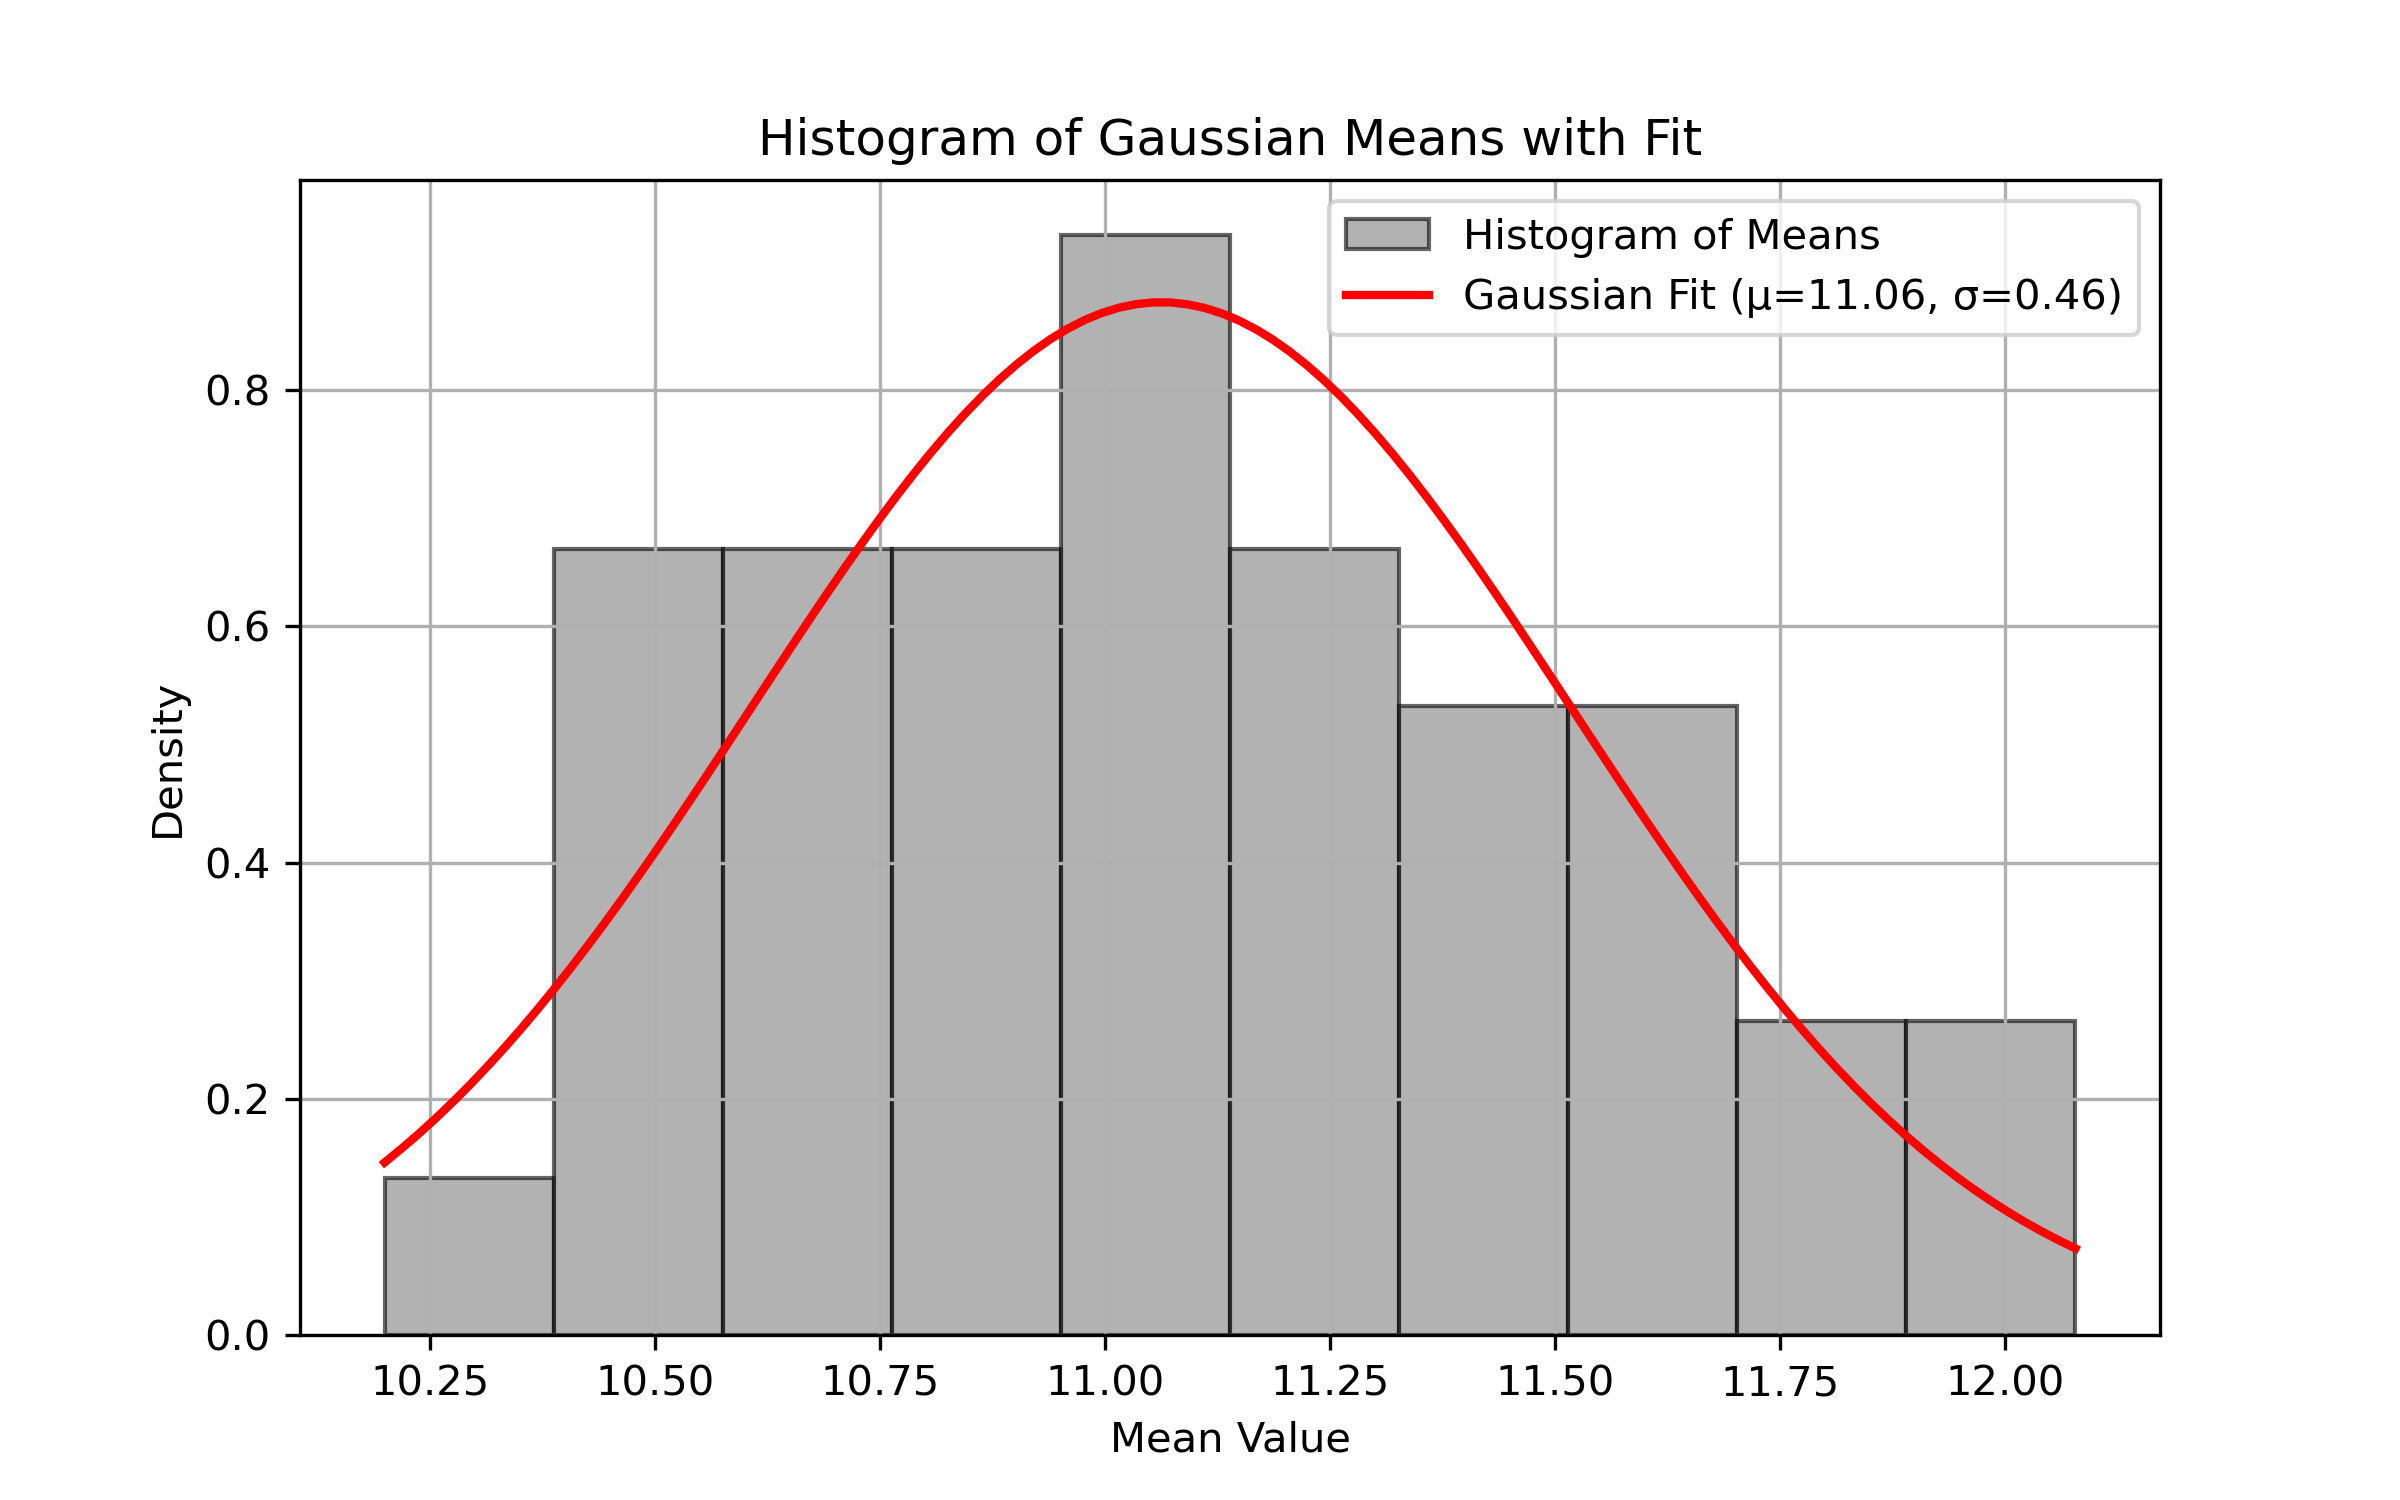 Histogram of Gaussian Means with Fit
Histogram of Means
Gaussian Fit (μ=11.06, σ=0.46)
Density
0.8
0.6
0.4
0.2
0.0
10.25 10.50 10.75 11.00 11.25 11.50 11.75 12.00
Mean Value